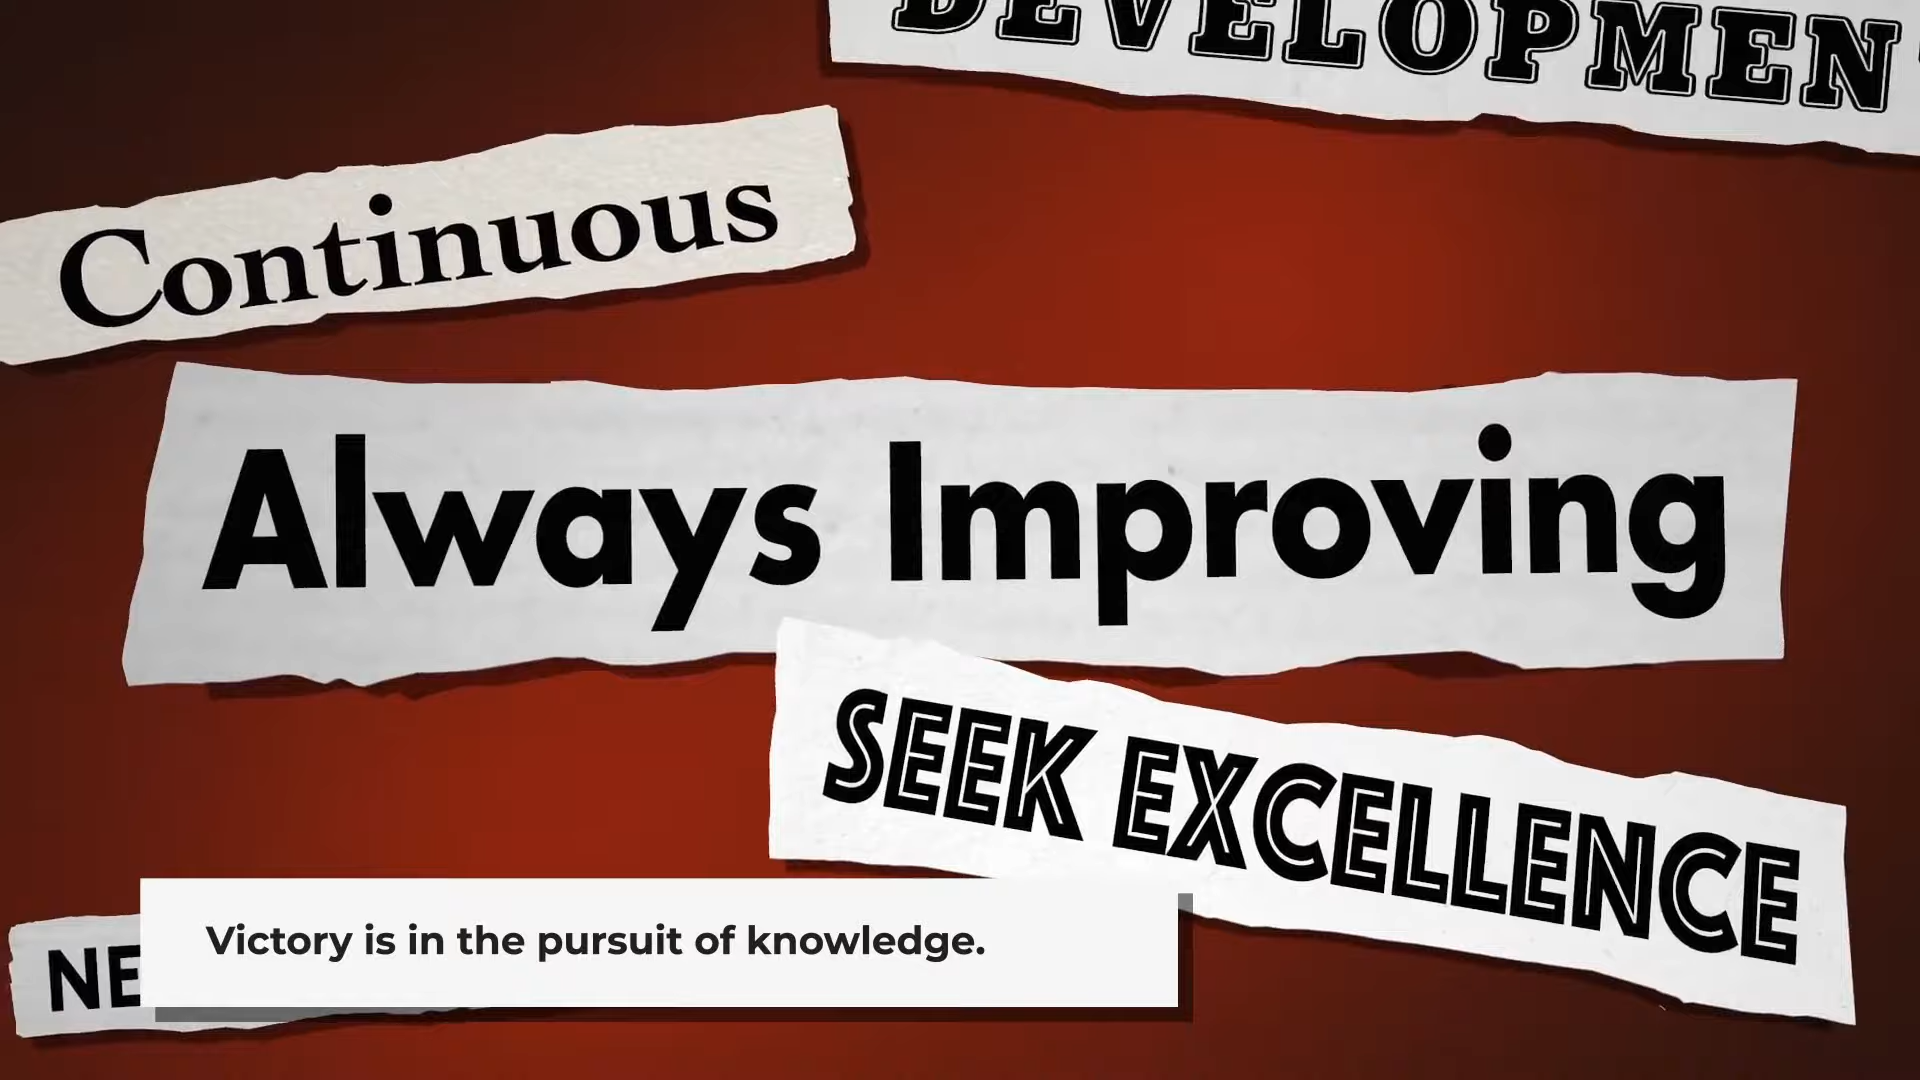 DEVELOPMEN
Continuous
Always Improving
SEEK EXCELLENCE
Victory is in the pursuit of knowledge.
NE